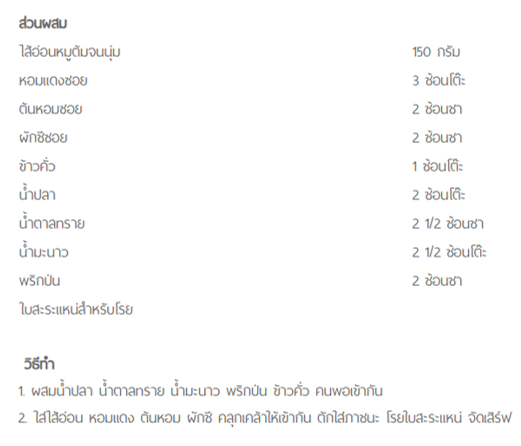 ส่วนผสม
ไส้อ่อนหมูต้มจนนุ่ม 150 กรัม
หอมแดงซอย 3 ช้อนโต๊ะ
ต้นหอมซอย 2 ช้อนชา
ผักชีซอย 2 ช้อนชา
ข้าวคั่ว 1 ช้อนโต๊ะ
น้ำปลา 2 ช้อนโต๊ะ
น้ำตาลทราย 2 1/2 ช้อนชา
น้ำมะนาว 2 1/2 ช้อนโต๊ะ
พริกป่น 2 ช้อนชา
ใบสะระแหน่สำหรับโรย
วิธีทำ
1. ผสมน้ำปลา น้ำตาลทราย น้ำมะนาว พริกป่น ข้าวคั่ว คนพอเข้ากัน
2. ใส่ไส้อ่อน หอมแดง ต้นหอม ผักชี คลุกเคล้าให้เข้ากัน ตักใส่ภาชนะ โรยใบสะระแหน่ จัดเสิร์ฟ